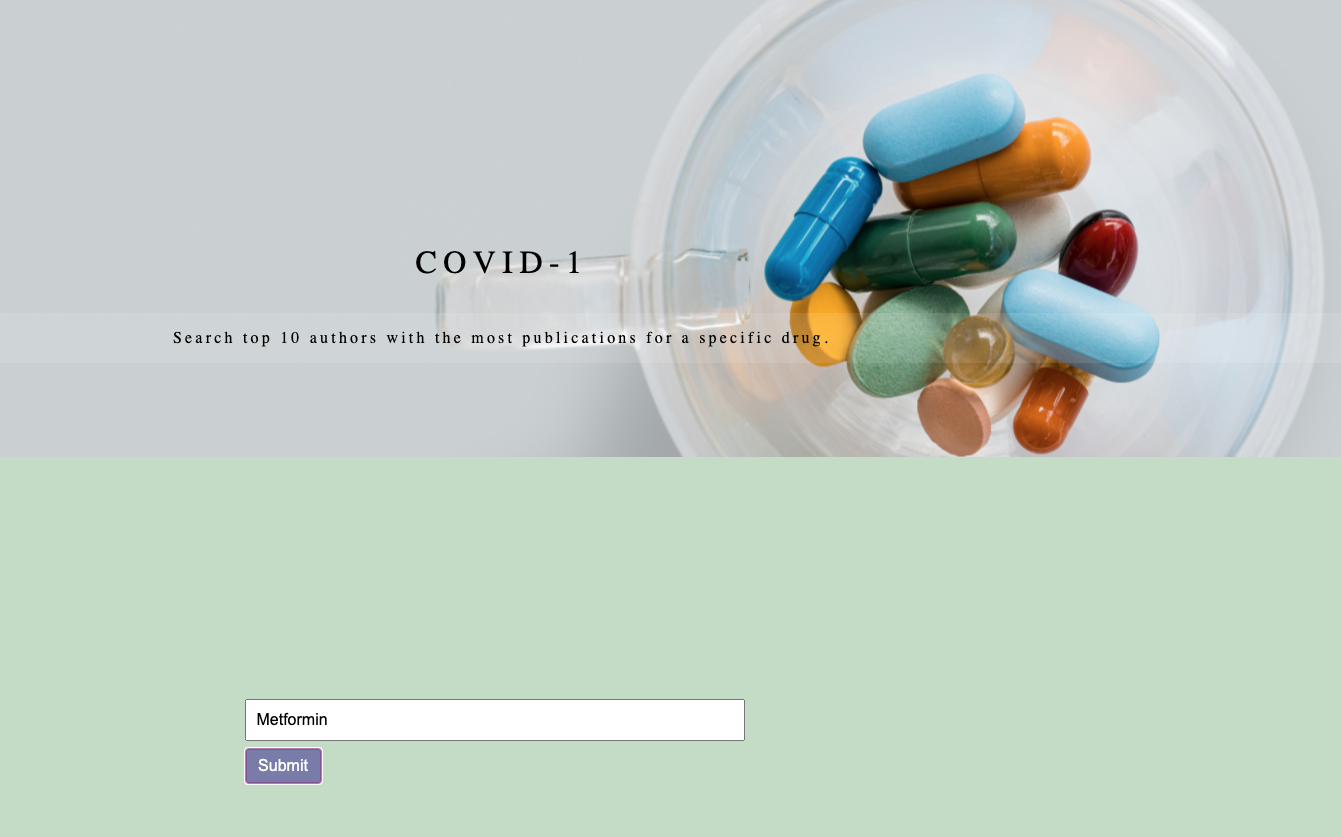 COVID-1
Search top 10 authors with the most publications for a specific drug.
Metformin
Submit